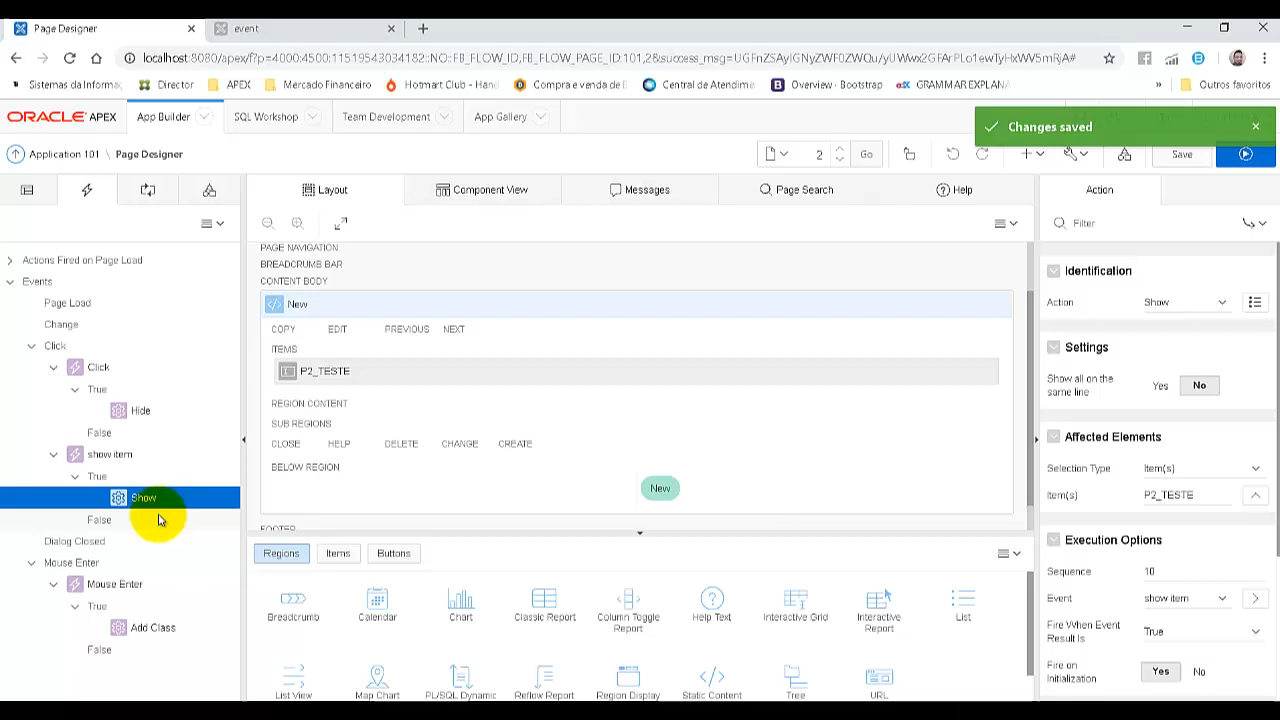 Page Designer
event
localhost:8080/apex/f?p=4000:4500:11519543034182::NO:FB_FLOW_ID,FB_FLOW_PAGE_ID:101,2&success_msg=
Sistemas da Informaç
Director
APEX
Mercado Financeiro
Hotmart Club - Han
Compra e venda de
Central de Atendime
Overview · Bootstrap
GRAMMAR EXPLAN
»
Outros favoritos
ORACLE APEX
App Builder
SQL Workshop
Team Development
App Gallery
Changes saved
Application 101 \ Page Designer
2
Go
Save
Layout
Component View
Messages
Page Search
Help
Action
Filter
Actions Fired on Page Load
Events
Page Load
Change
Click
Click
True
Hide
False
show item
True
Show
False
Dialog Closed
Mouse Enter
Mouse Enter
True
Add Class
False
PAGE NAVIGATION
BREADCRUMB BAR
CONTENT BODY
New
COPY EDIT PREVIOUS NEXT
ITEMS
P2_TESTE
REGION CONTENT
SUB REGIONS
CLOSE HELP DELETE CHANGE CREATE
BELOW REGION
New
FOOTER
Regions
Items
Buttons
Breadcrumb
Calendar
Chart
Classic Report
Column Toggle Report
Help Text
Interactive Grid
Interactive Report
List
List View
Map Chart
PL/SQL Dynamic
Reflow Report
Region Display
Static Content
Tree
URL
Identification
Action Show
Settings
Show all on the same line Yes No
Affected Elements
Selection Type Item(s)
Item(s) P2_TESTE
Execution Options
Sequence 10
Event show item
Fire When Event Result Is True
Fire on Initialization Yes No